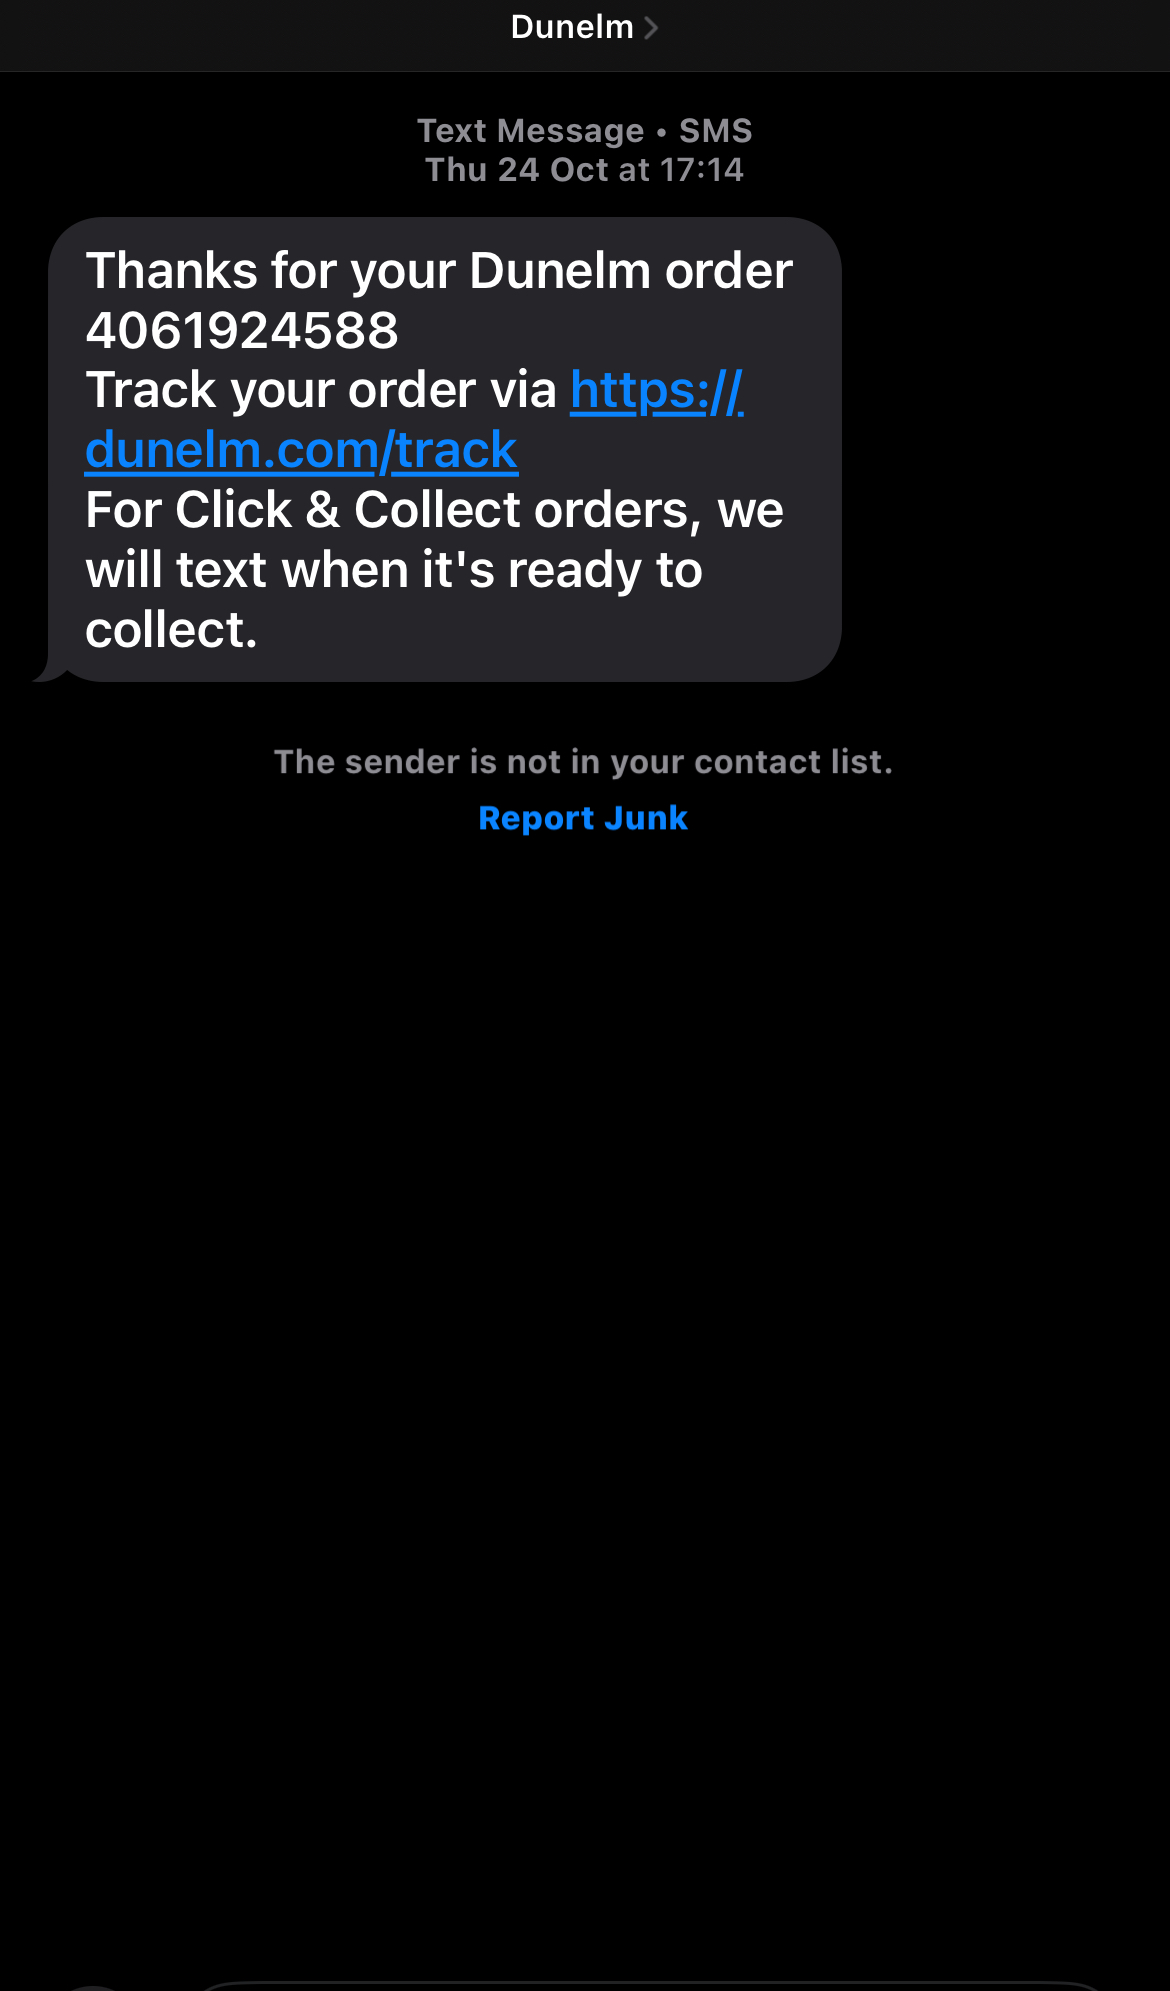 Dunelm
Text Message • SMS
Thu 24 Oct at 17:14
Thanks for your Dunelm order
4061924588
Track your order via https://
dunelm.com/track
For Click & Collect orders, we
will text when it's ready to
collect.
The sender is not in your contact list.
Report Junk